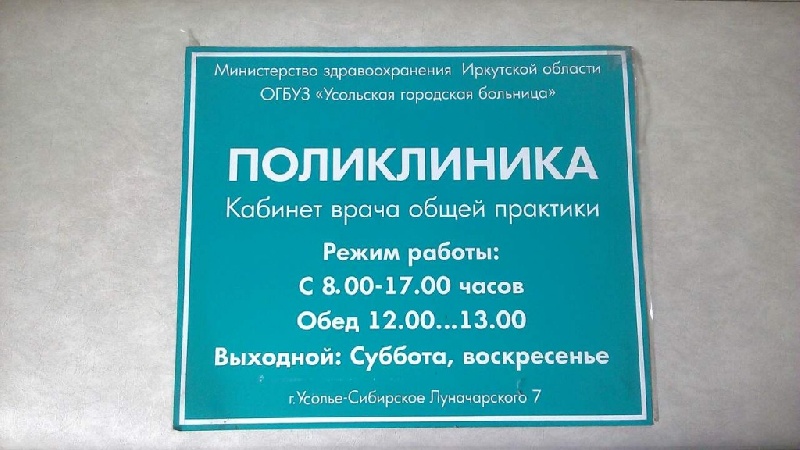 Министерство здравоохранения Иркутской области
ОГБУЗ «Усольская городская больница»
ПОЛИКЛИНИКА
Кабинет врача общей практики
Режим работы:
С 8.00-17.00 часов
Обед 12.00...13.00
Выходной: Суббота, воскресенье
г.Усолье-Сибирское Луначарского 7